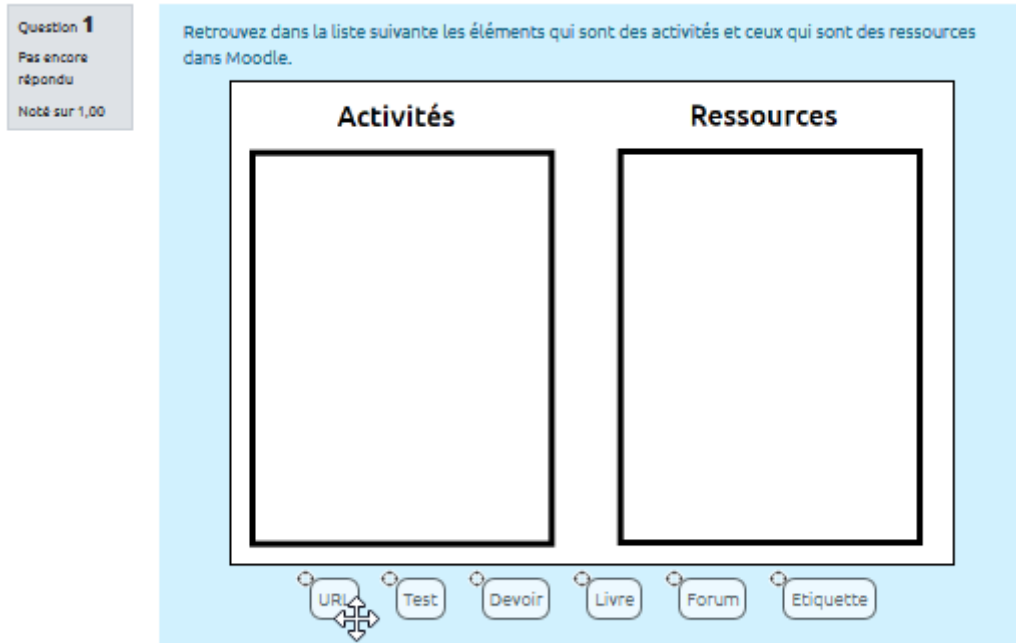 Question 1
Pas encore
répondu
Noté sur 1,00
Retrouvez dans la liste suivante les éléments qui sont des activités et ceux qui sont des ressources
dans Moodle.
Activités Ressources
URL Test Devoir Livre Forum Etiquette